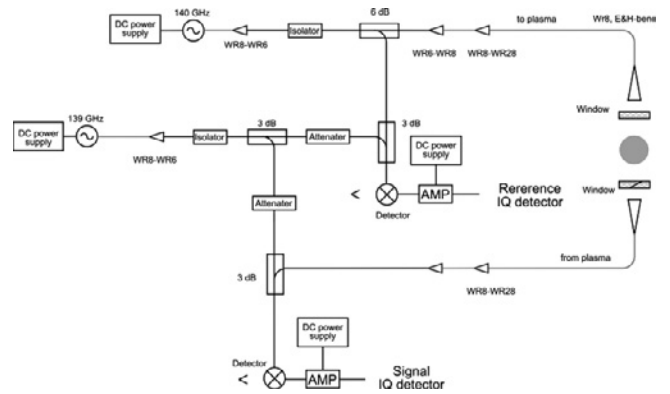 140 GHz
6 dB
to plasma
Wr8, E&H-bene
DC power
supply
Isolator
WR8-WR6
WR6-WR8
WR8-WR28
Window
139 GHz
3 dB
3 dB
DC power
supply
Isolator
Attenater
DC power
supply
WR8-WR6
Attenater
<
AMP
Detector
Rererence
IQ detector
Window
3 dB
from plasma
WR8-WR28
DC power
supply
Detector
<
AMP
Signal
IQ detector